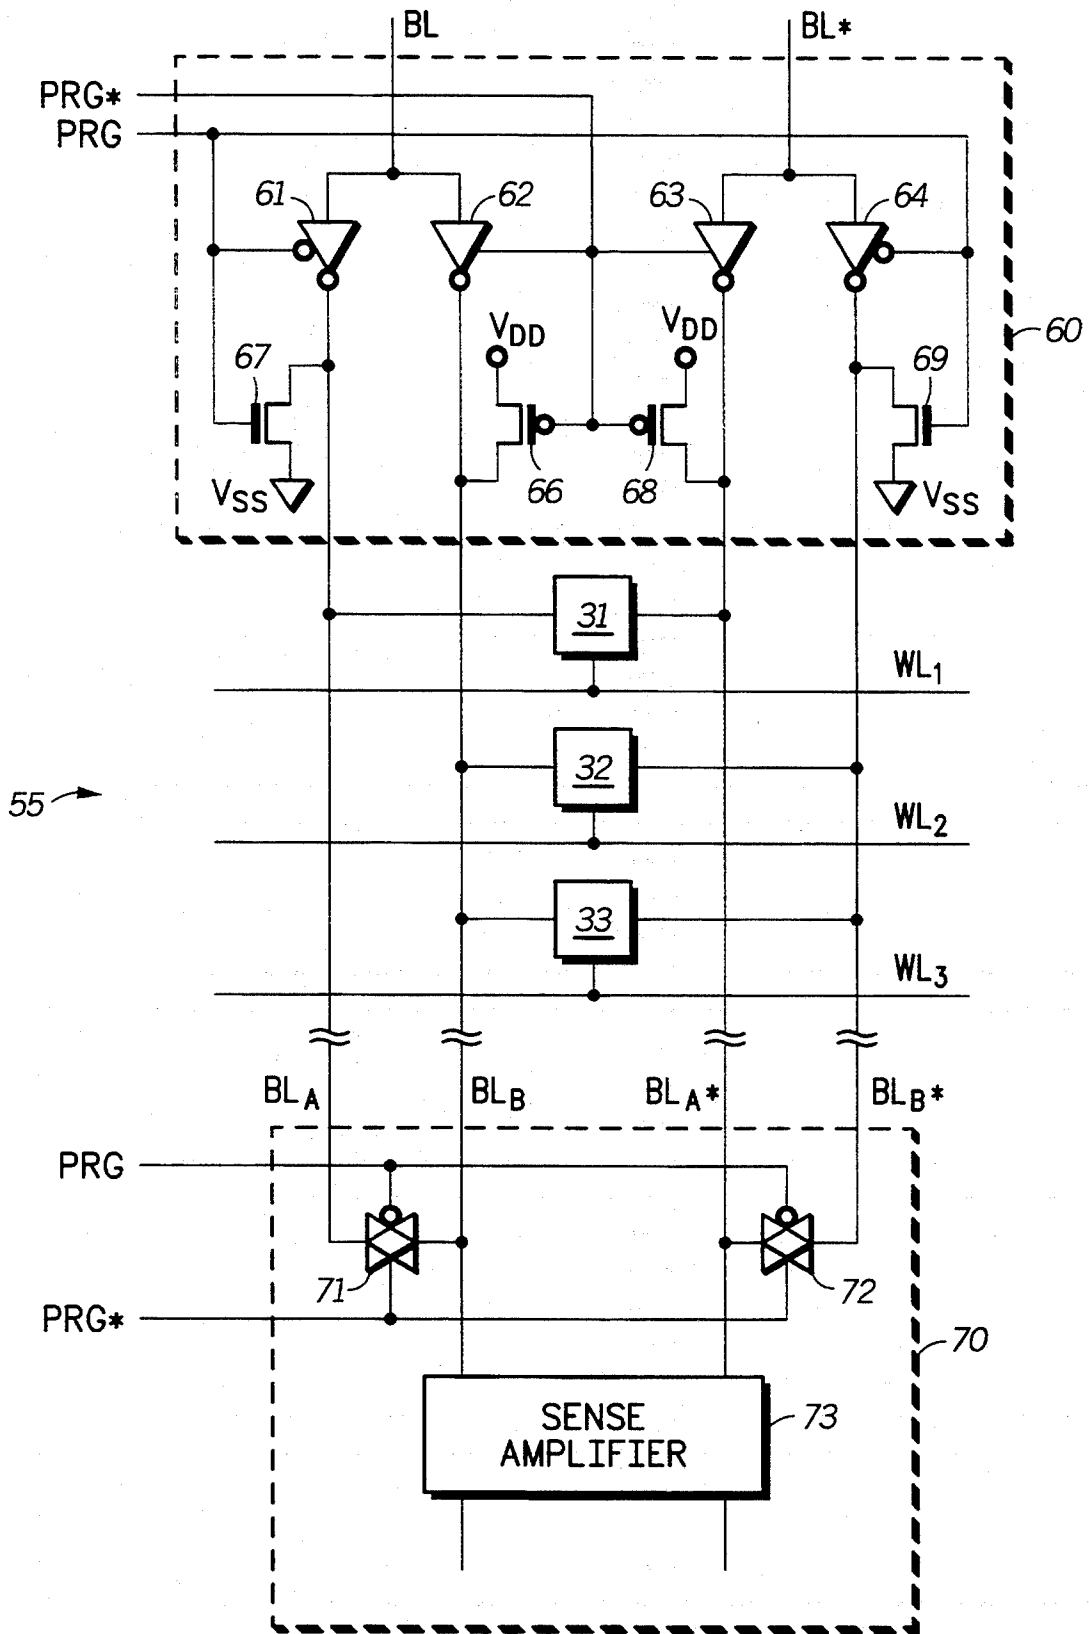 BL BL*
PRG*
PRG
61 62 63 64
60
67 VDD VDD 69
VSS 66 68 VSS
31
WL1
32
55
WL2
33
WL3
BLA BLB BLA* BLB*
PRG
71 72
PRG*
70
SENSE
AMPLIFIER
73